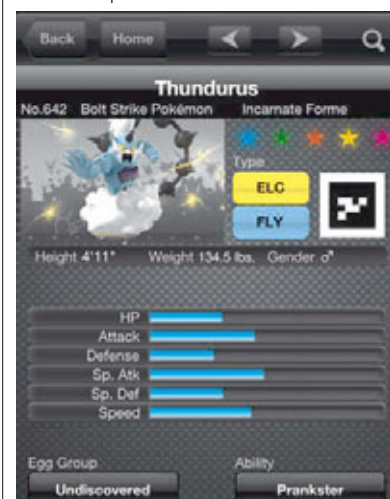 Back Home
Thundurus
No.642 Bolt Strike Pokémon Incarnate Forme
Type
ELC
FLY
Height 4'11" Weight 134.5 lbs. Gender ♂
HP
Attack
Defense
Sp. Atk
Sp. Def
Speed
Egg Group Ability
Undiscovered Prankster